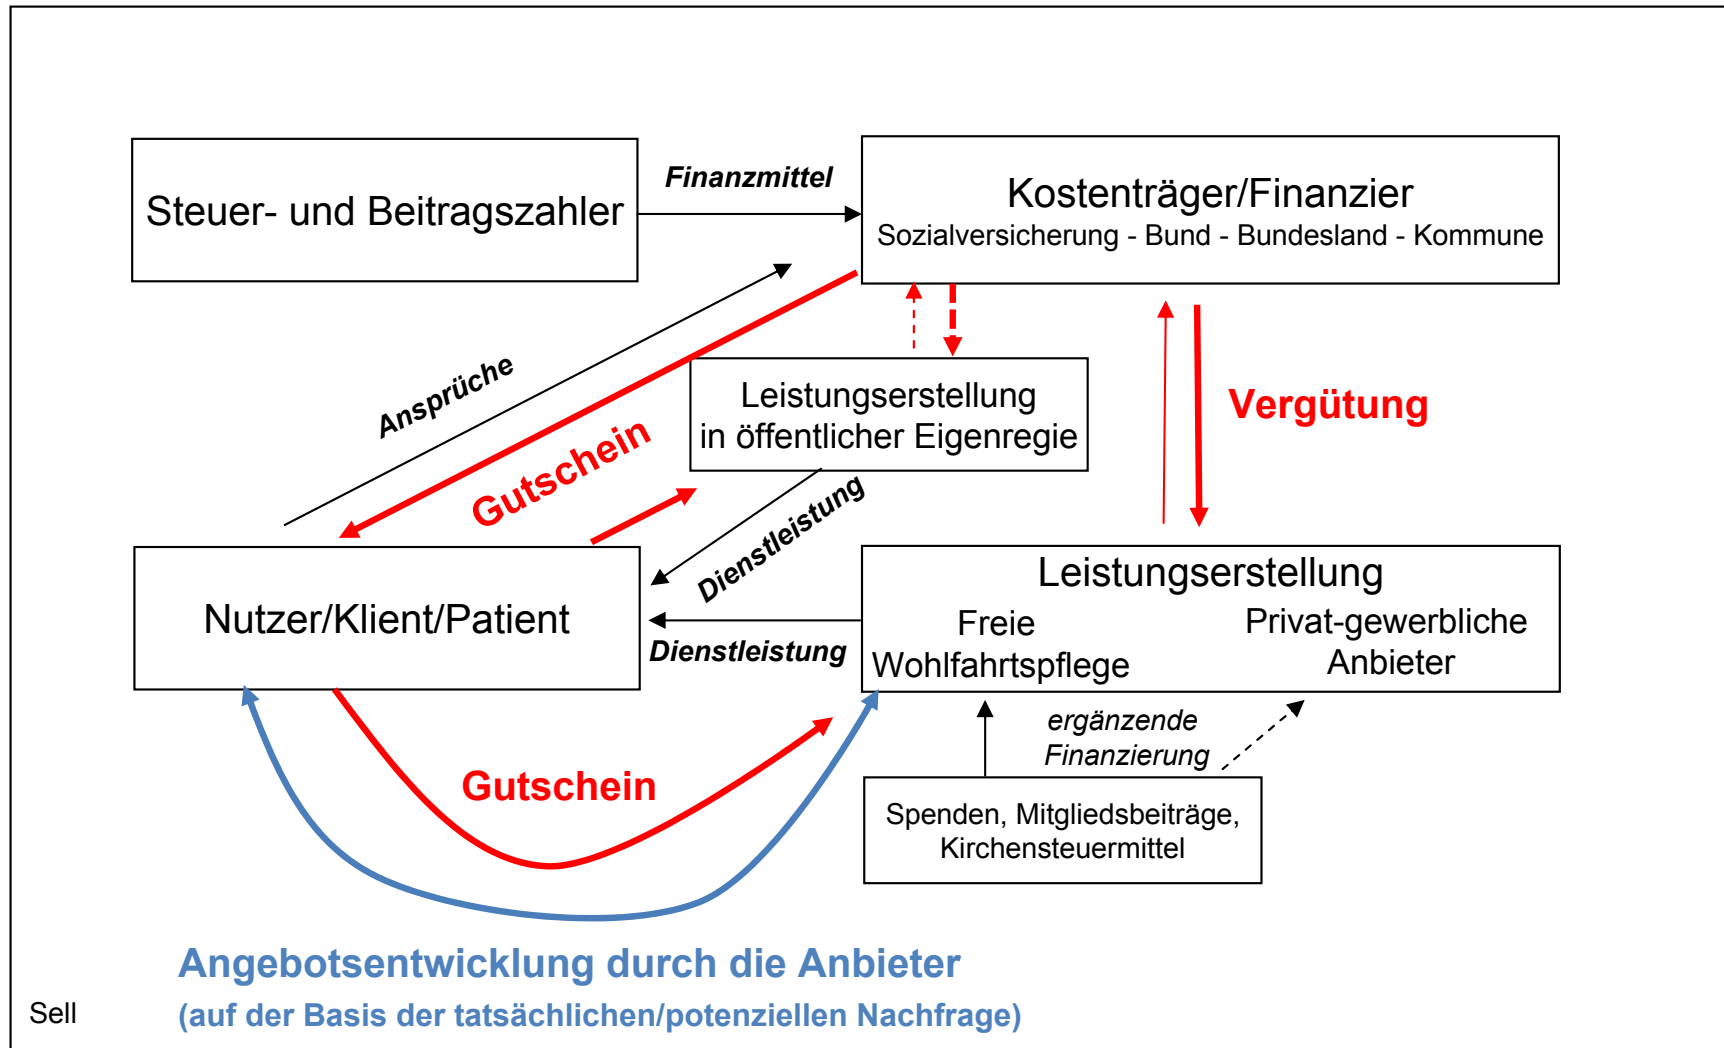 Steuer- und Beitragszahler
Finanzmittel
Kostenträger/Finanzier
Sozialversicherung - Bund - Bundesland - Kommune
Ansprüche
Gutschein
Leistungserstellung
in öffentlicher Eigenregie
Vergütung
Dienstleistung
Nutzer/Klient/Patient
Dienstleistung
Leistungserstellung
Freie
Wohlfahrtspflege
Privat-gewerbliche
Anbieter
ergänzende
Finanzierung
Gutschein
Spenden, Mitgliedsbeiträge,
Kirchensteuermittel
Angebotsentwicklung durch die Anbieter
(auf der Basis der tatsächlichen/potenziellen Nachfrage)
Sell